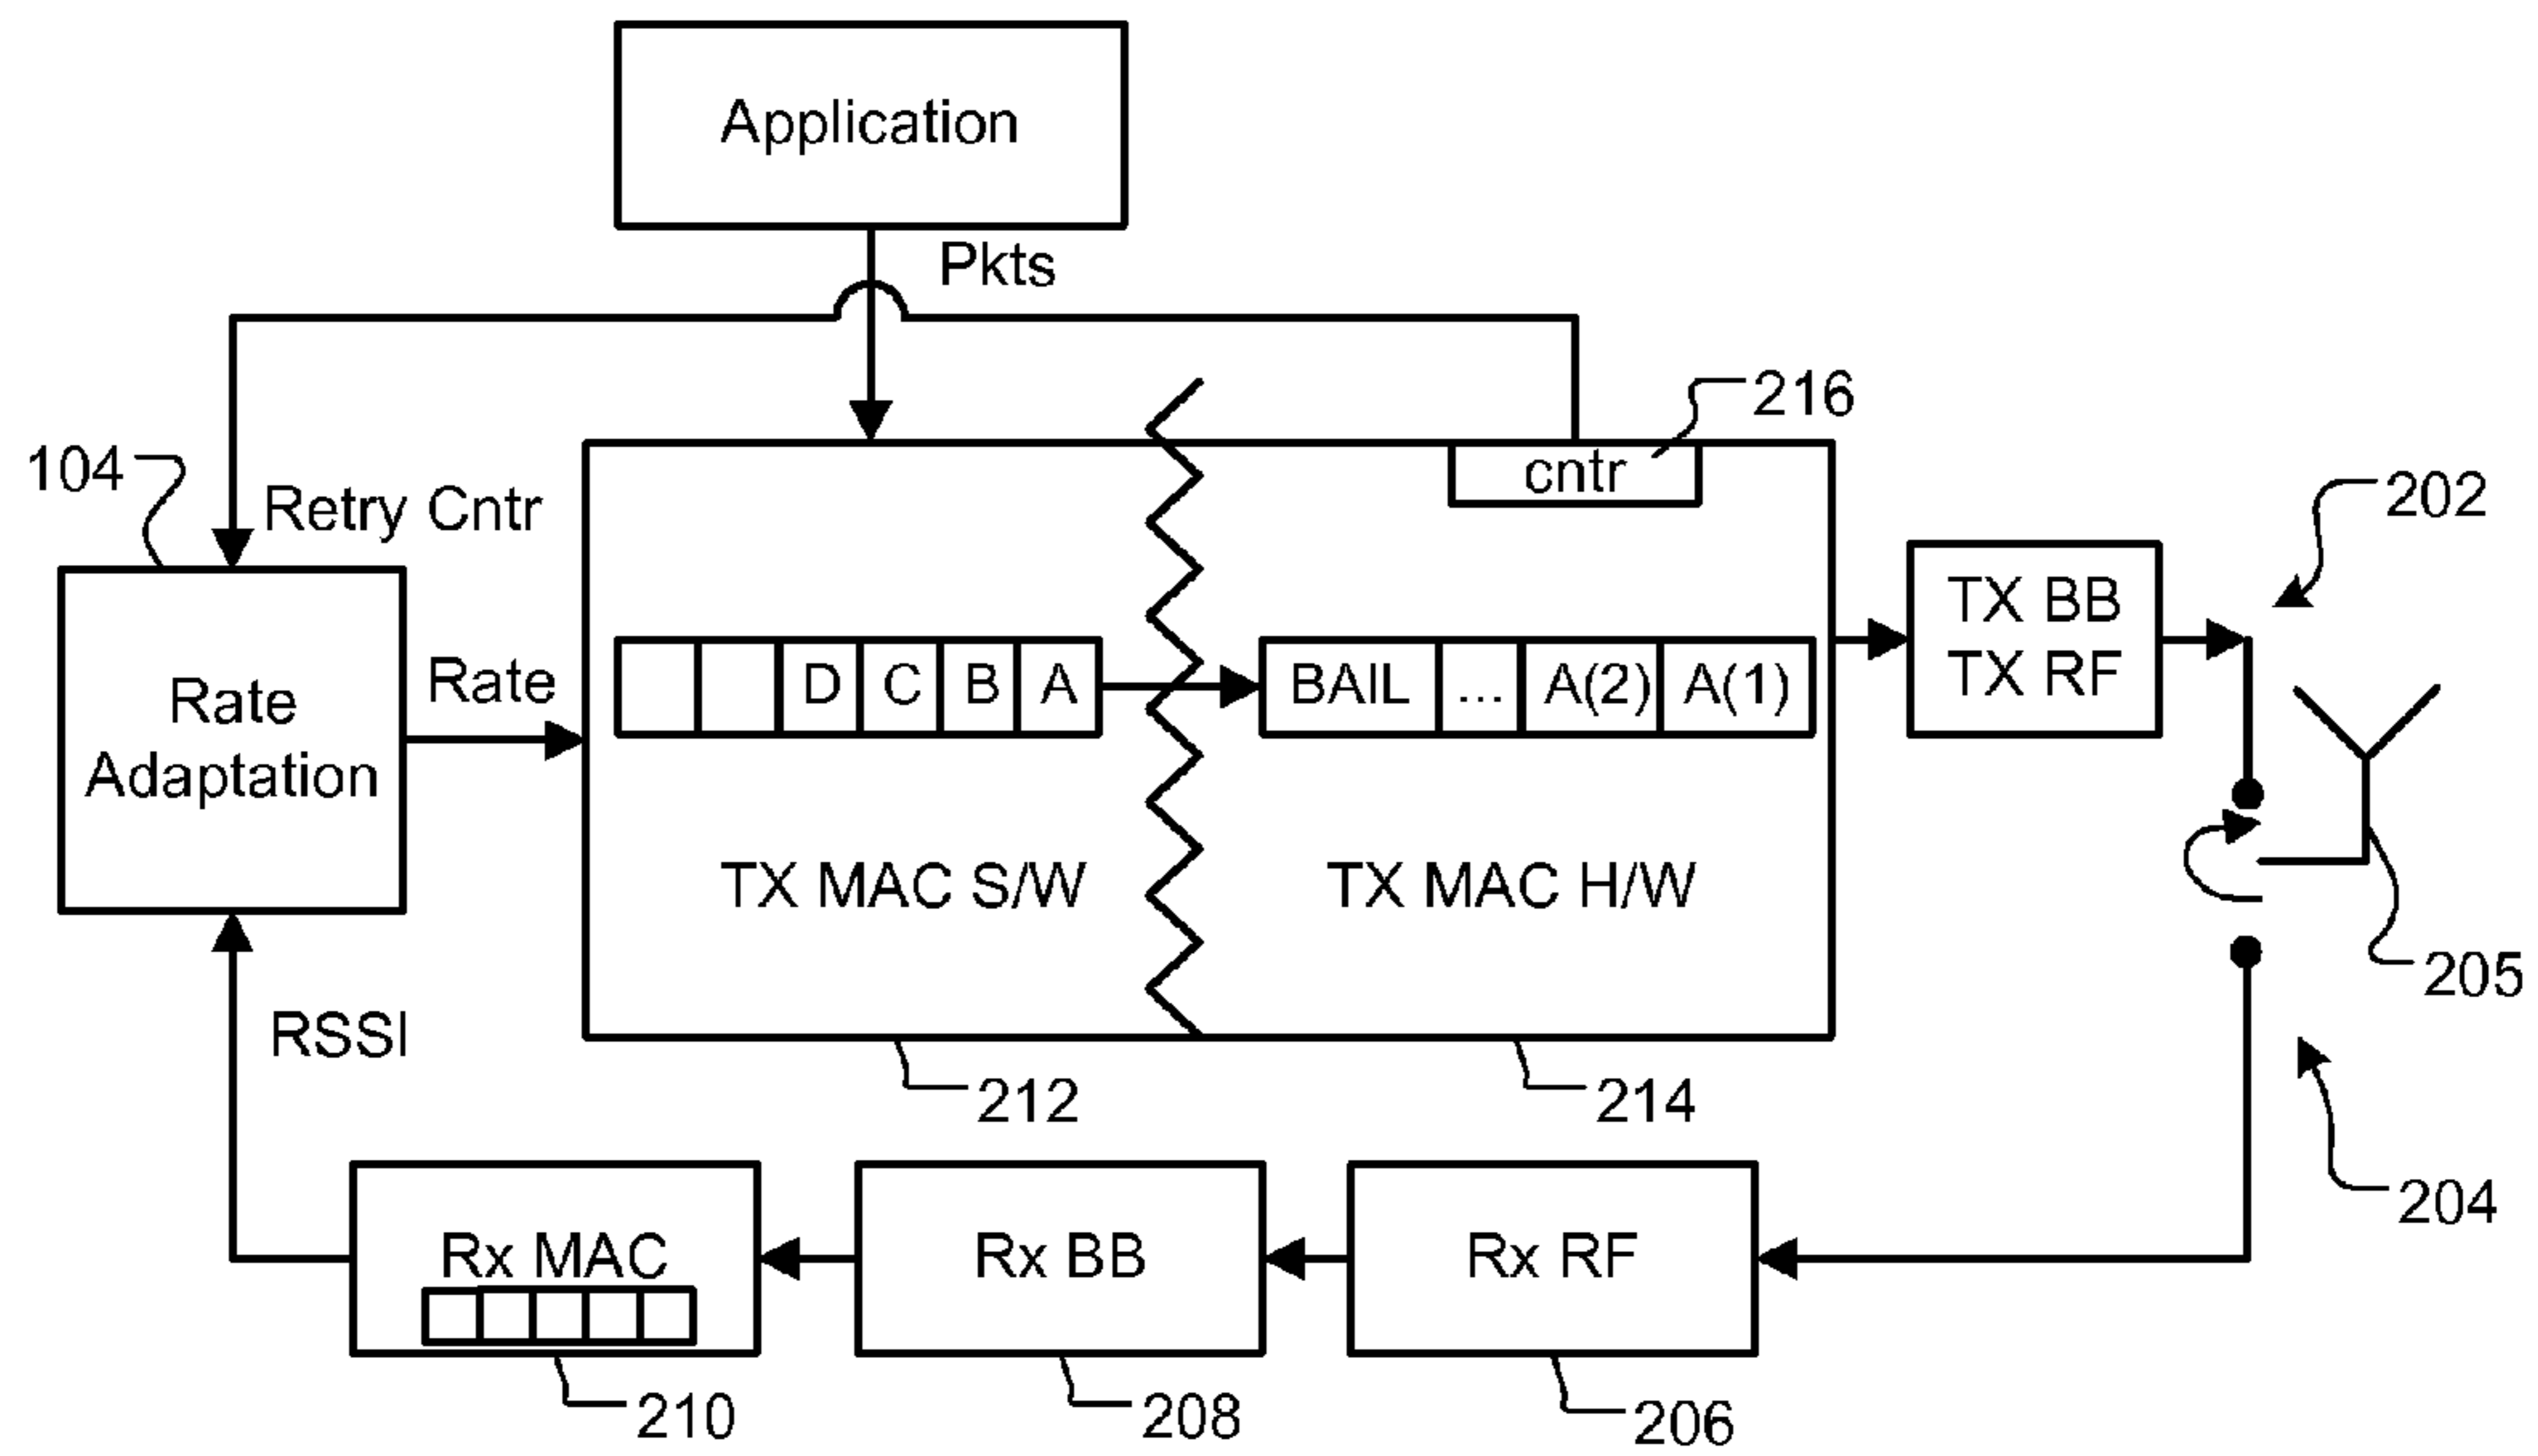 Application
Pkts
216
cntr
104
Retry Cntr
202
TX BB
TX RF
Rate
Adaptation
Rate
D C B A
BAIL ... A(2) A(1)
TX MAC S/W
TX MAC H/W
205
RSSI
212
214
204
Rx MAC
Rx BB
Rx RF
210
208
206